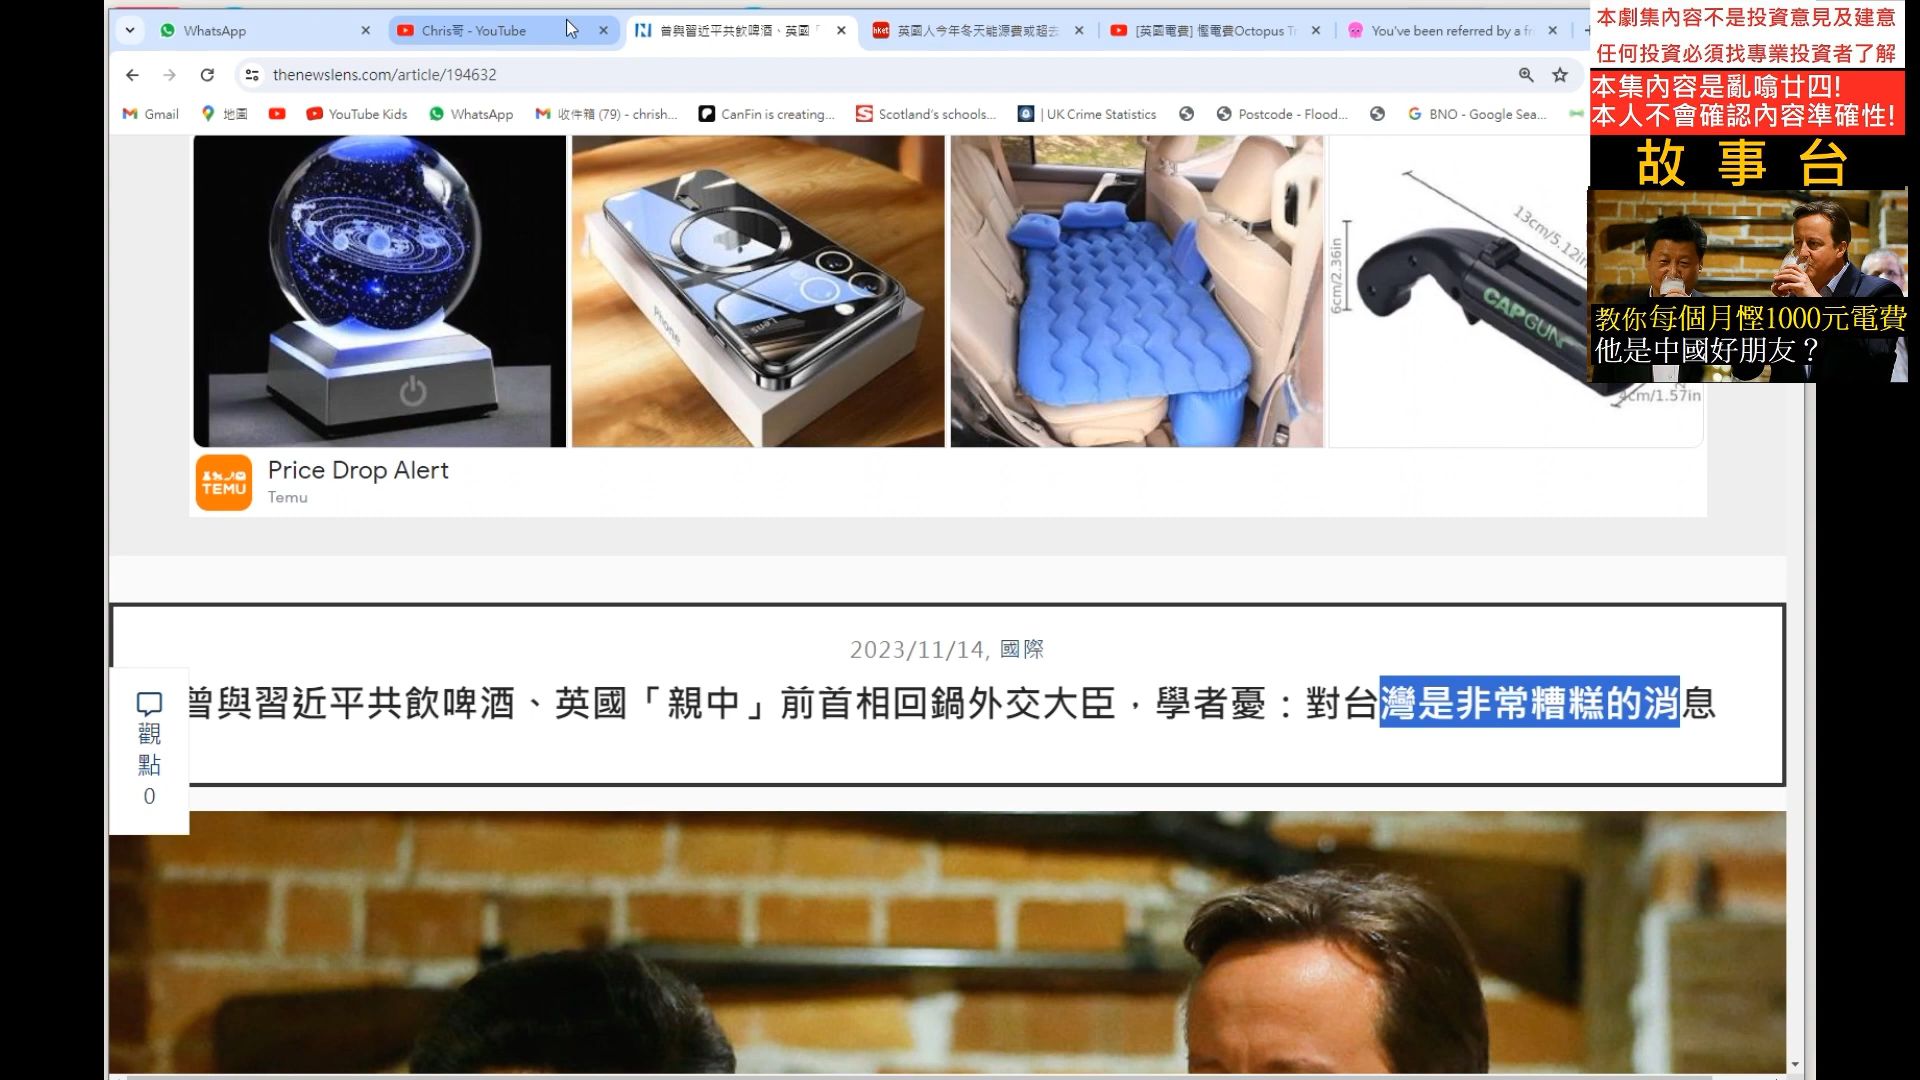 WhatsApp
Chris哥 - YouTube
曾與習近平共飲啤酒、英國「
英國人今年冬天能源費或超去
[英國電費] 慳電費Octopus Tr
You've been referred by a fr
thenewslens.com/article/194632
Gmail
地圖
YouTube Kids
WhatsApp
收件箱 (79) - chrish...
CanFin is creating...
Scotland's schools...
| UK Crime Statistics
Postcode - Flood...
BNO - Google Sea...
本劇集內容不是投資意見及建意
任何投資必須找專業投資者了解
本集內容是亂噏廿四!
本人不會確認內容準確性!
故事台
教你每個月慳1000元電費
他是中國好朋友？
13cm/5.12in
6cm/2.36in
CAPGUN
4cm/1.57in
TEMU
Price Drop Alert
Temu
2023/11/14, 國際
曾與習近平共飲啤酒、英國「親中」前首相回鍋外交大臣，學者憂：對台灣是非常糟糕的消息
觀
點
0